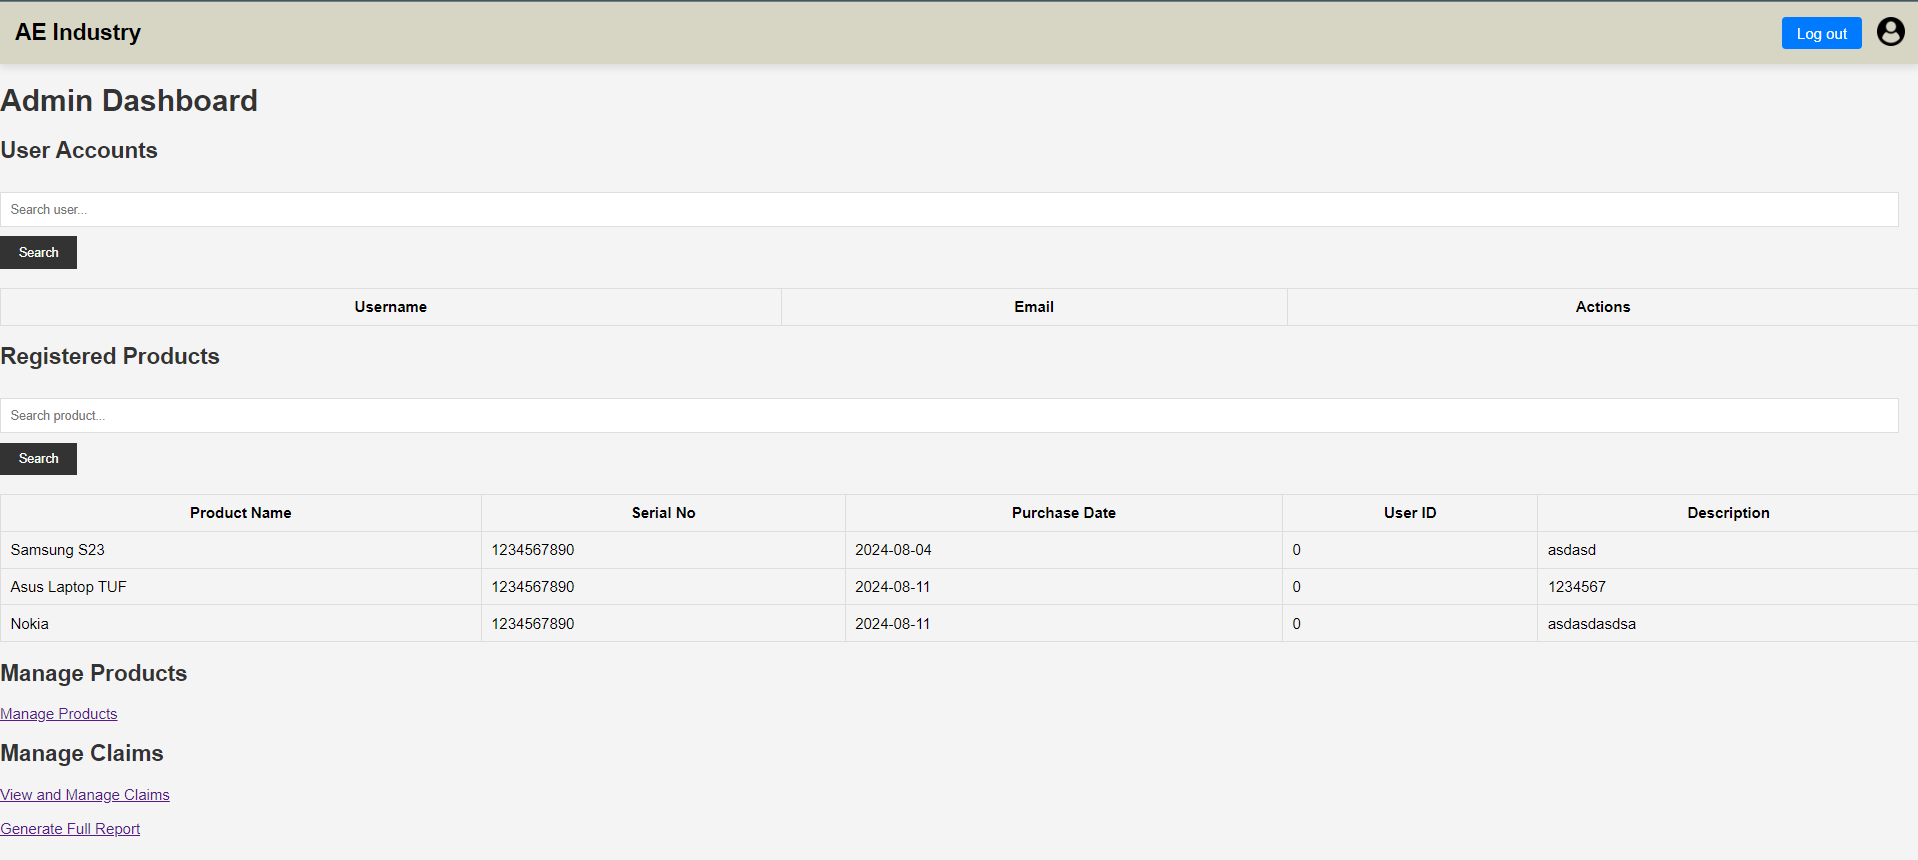 AE Industry
Log out
Admin Dashboard
User Accounts
Search user...
Search
Username Email Actions
Registered Products
Search product...
Search
Product Name Serial No Purchase Date User ID Description
Samsung S23 1234567890 2024-08-04 0 asdasd
Asus Laptop TUF 1234567890 2024-08-11 0 1234567
Nokia 1234567890 2024-08-11 0 asdasdasdsa
Manage Products
Manage Products
Manage Claims
View and Manage Claims
Generate Full Report